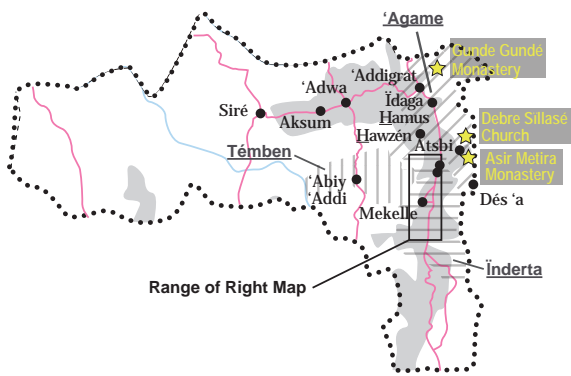 ‘Agame
Gunde Gundé
Monastery
‘Addigrat
‘Adwa
Ïdaga
Hamus
Siré
Aksum
Hawzén
Debre Sillasé
Church
Atsbi
Asir Metira
Monastery
Témben
‘Abiy
‘Addi
Dés ‘a
Mekelle
Ïnderta
Range of Right Map